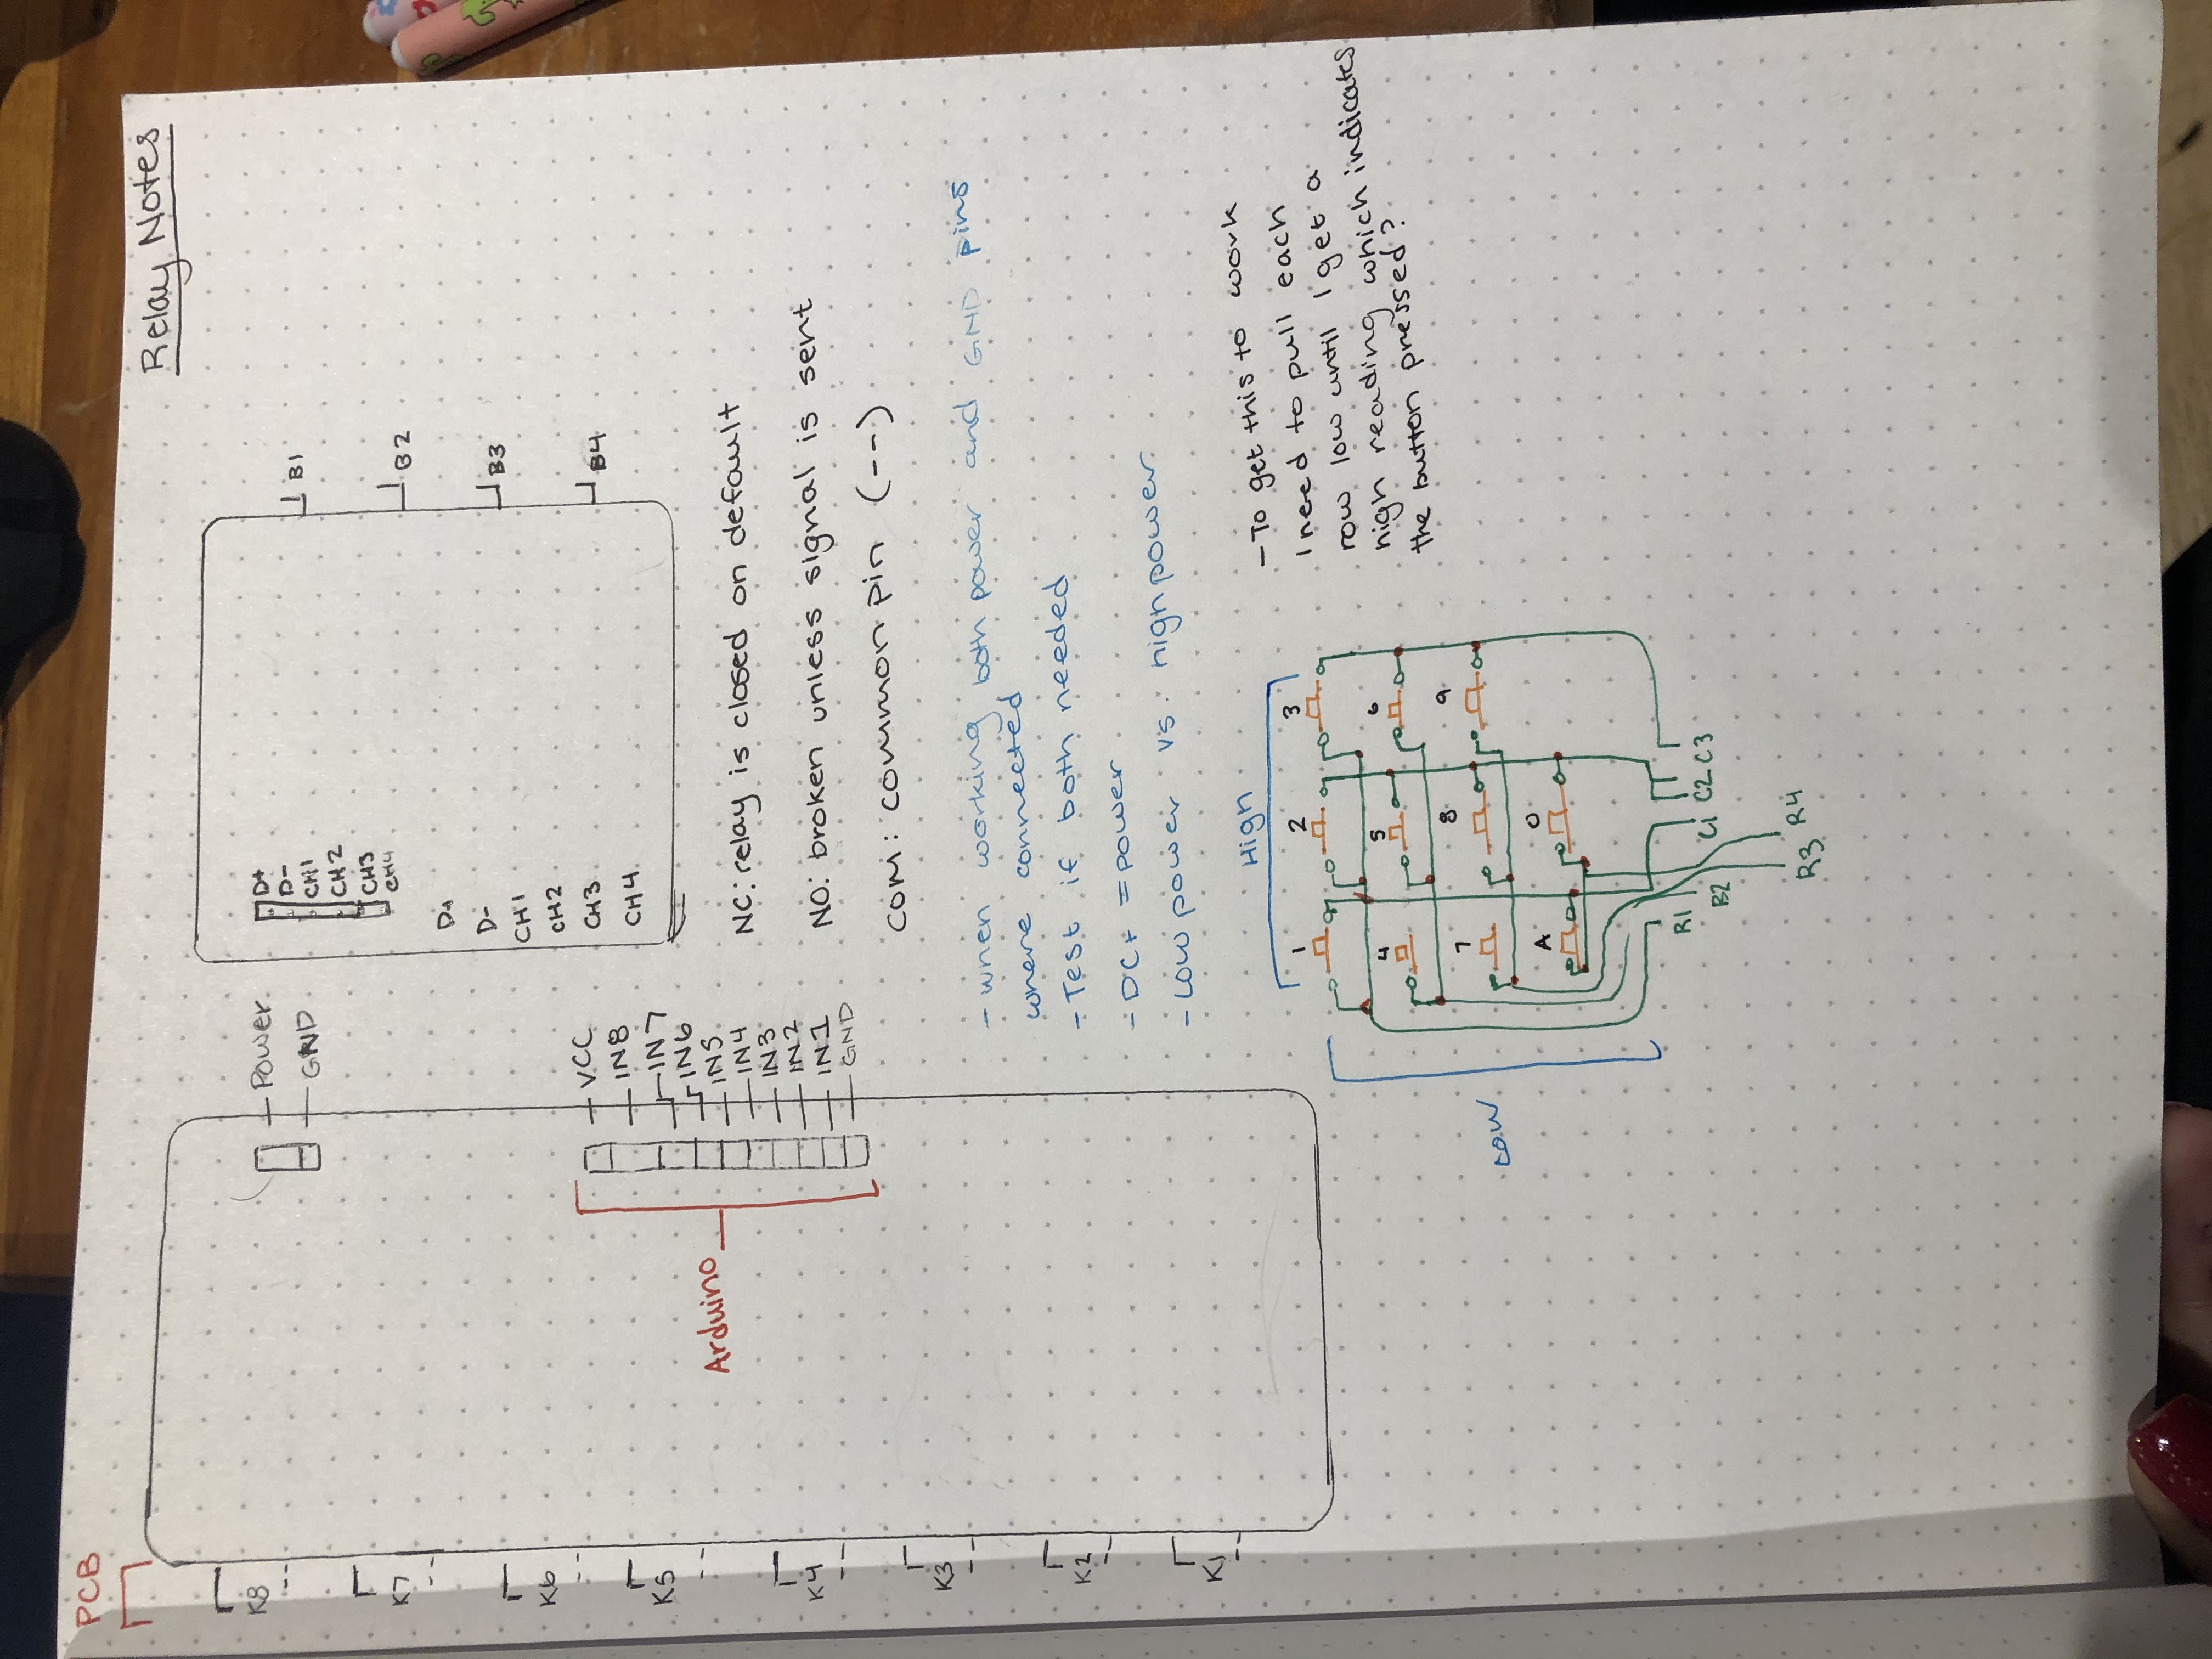 PCB
Relay Notes
K8
K7
K6
K5
K4
K3
K2
K1
Power
GND
Arduino
VCC
IN8
IN7
IN6
IN5
IN4
IN3
IN2
IN1
GND
D+
D-
CH1
CH2
CH3
CH4
D+
D-
CH1
CH2
CH3
CH4
B1
B2
B3
B4
NC: relay is closed on default
NO: broken unless signal is sent
COM: common pin (--)
- when working both power and GND pins
where connected
- Test if both needed
- DC+ = power
- Low power vs. high power
High
Low
1 2 3
4 5 6
7 8 9
A 0
R1 C1 C2 C3
B2
R3 R4
- To get this to work
I need to pull each
row low until I get a
high reading which indicates
the button pressed?